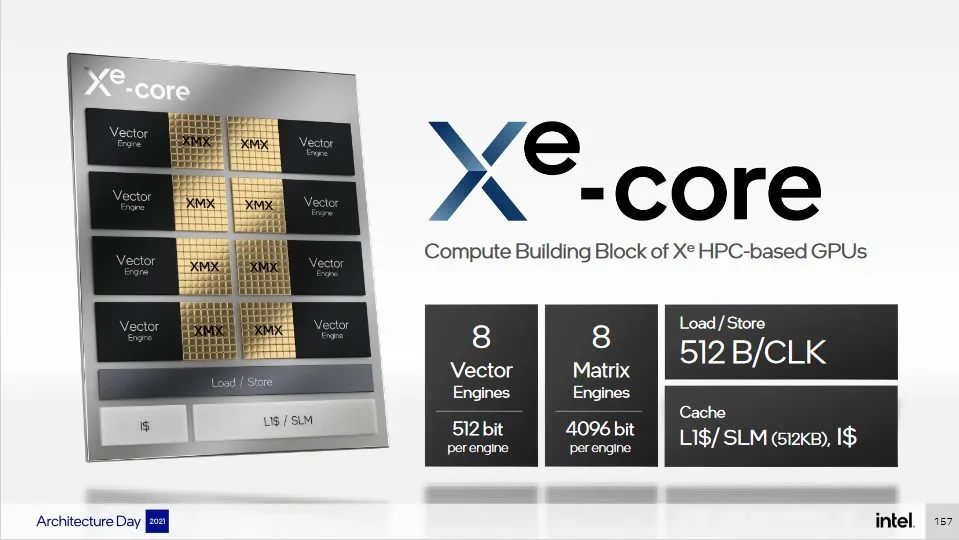 Xe-core
Vector Engine XMX XMX Vector Engine
Vector Engine XMX XMX Vector Engine
Vector Engine XMX XMX Vector Engine
Vector Engine XMX XMX Vector Engine
Load / Store
I$ L1$ / SLM
Xe-core
Compute Building Block of Xe HPC-based GPUs
8
Vector
Engines
512 bit
per engine
8
Matrix
Engines
4096 bit
per engine
Load / Store
512 B/CLK
Cache
L1$/ SLM (512KB), I$
Architecture Day 2021
intel.
157